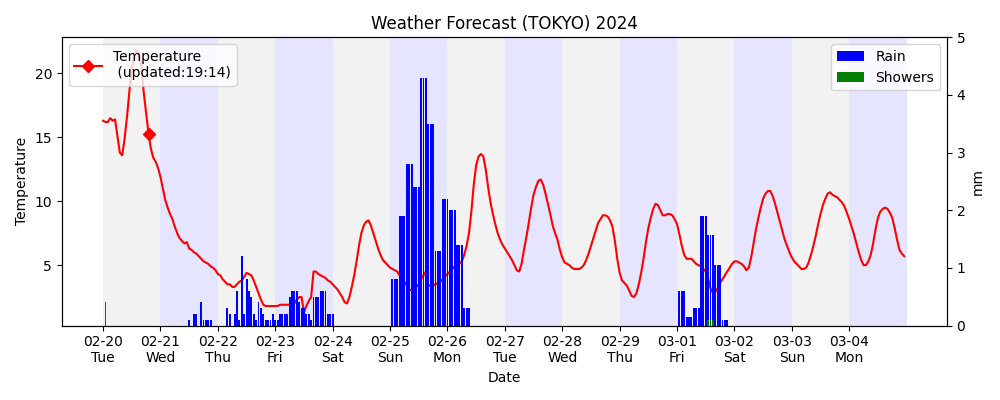 Weather Forecast (TOKYO) 2024
Temperature
(updated:19:14)
Rain
Showers
20
15
10
5
Temperature
5
4
3
2
1
0
mm
02-20 02-21 02-22 02-23 02-24 02-25 02-26 02-27 02-28 02-29 03-01 03-02 03-03 03-04
Tue Wed Thu Fri Sat Sun Mon Tue Wed Thu Fri Sat Sun Mon
Date